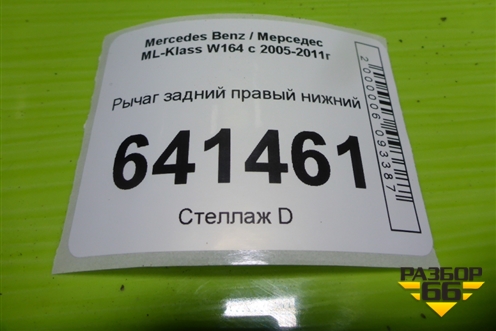 Mercedes Benz / Мерседес
ML-Klass W164 с 2005-2011г
Рычаг задний правый нижний
641461
Стеллаж D
2000006093387
РАЗБОР
66